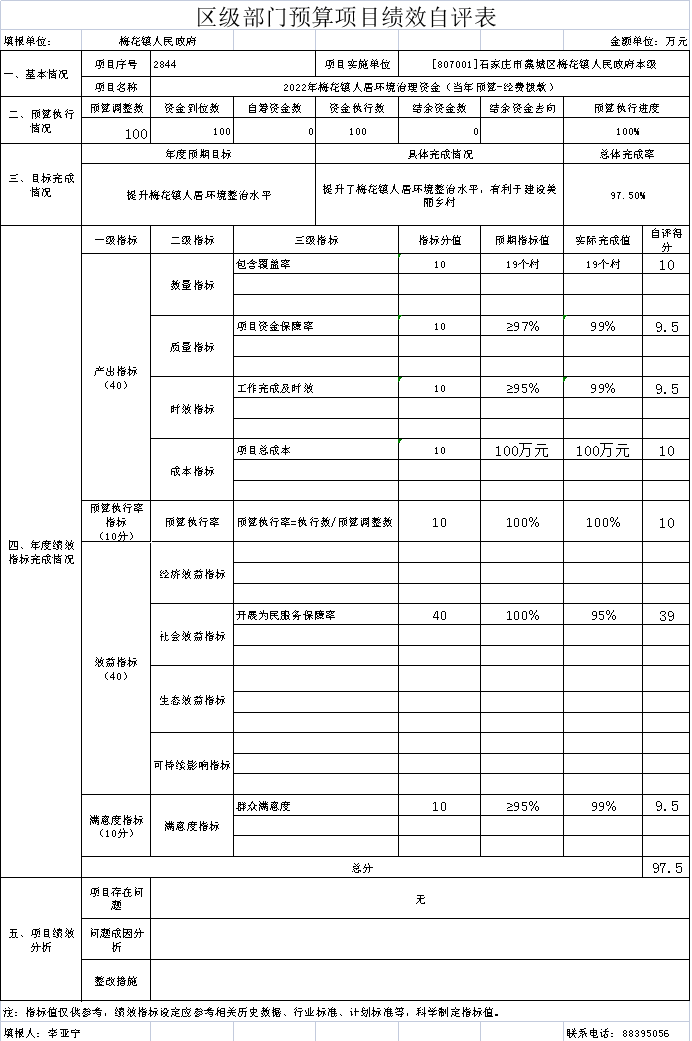 区级部门预算项目绩效自评表
填报单位： 梅花镇人民政府 金额单位：万元
一、基本情况 项目序号 2844 项目实施单位 [807001]石家庄市藁城区梅花镇人民政府本级
项目名称 2022年梅花镇人居环境治理资金（当年预算-经费拨款）
二、预算执行情况 预算调整数 资金到位数 自筹资金数 资金执行数 结余资金数 结余资金去向 预算执行进度
100 100 0 100 0 100%
三、目标完成情况 年度预期目标 具体完成情况 总体完成率
提升梅花镇人居环境整治水平 提升了梅花镇人居环境整治水平，有利于建设美丽乡村 97.50%
四、年度绩效指标完成情况 一级指标 二级指标 三级指标 指标分值 预期指标值 实际完成值 自评得分
产出指标（40） 数量指标 包含覆盖率 10 19个村 19个村 10
质量指标 项目资金保障率 10 ≥97% 99% 9.5
时效指标 工作完成及时效 10 ≥95% 99% 9.5
成本指标 项目总成本 10 100万元 100万元 10
预算执行率指标（10分） 预算执行率 预算执行率=执行数/预算调整数 10 100% 100% 10
效益指标（40） 经济效益指标
社会效益指标 开展为民服务保障率 40 100% 95% 39
生态效益指标
可持续影响指标
满意度指标（10分） 满意度指标 群众满意度 10 ≥95% 99% 9.5
总分 97.5
五、项目绩效分析 项目存在问题 无
问题成因分析
整改措施
注：指标值仅供参考，绩效指标设定应参考相关历史数据、行业标准、计划标准等，科学制定指标值。
填报人：李亚宁 联系电话：88395056